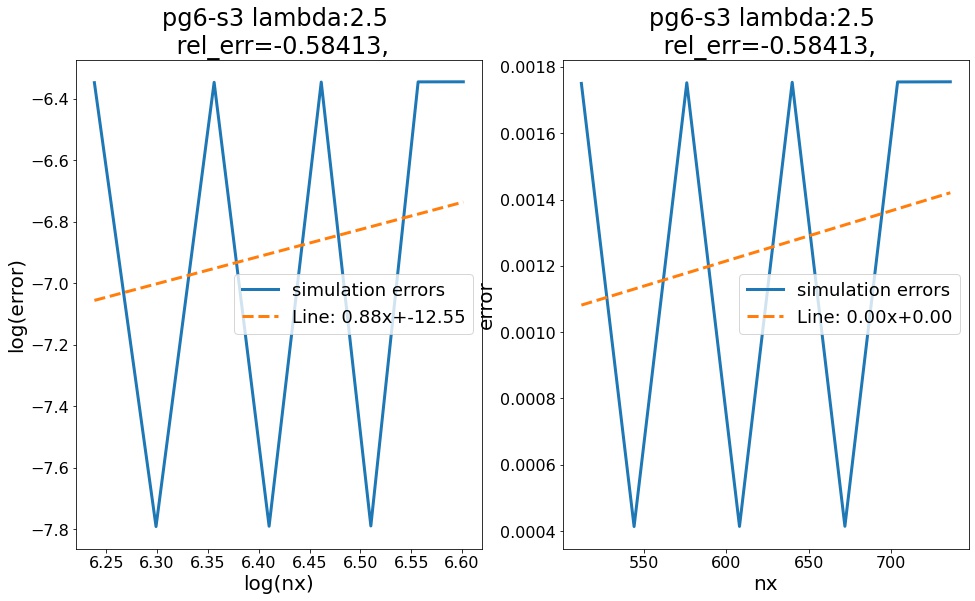 pg6-s3 lambda:2.5
rel_err=-0.58413,
−6.4
−6.6
−6.8
−7.0
−7.2
−7.4
−7.6
−7.8
log(error)
simulation errors
Line: 0.88x+-12.55
6.25 6.30 6.35 6.40 6.45 6.50 6.55 6.60
log(nx)
pg6-s3 lambda:2.5
rel_err=-0.58413,
0.0018
0.0016
0.0014
0.0012
0.0010
0.0008
0.0006
0.0004
error
simulation errors
Line: 0.00x+0.00
550 600 650 700
nx